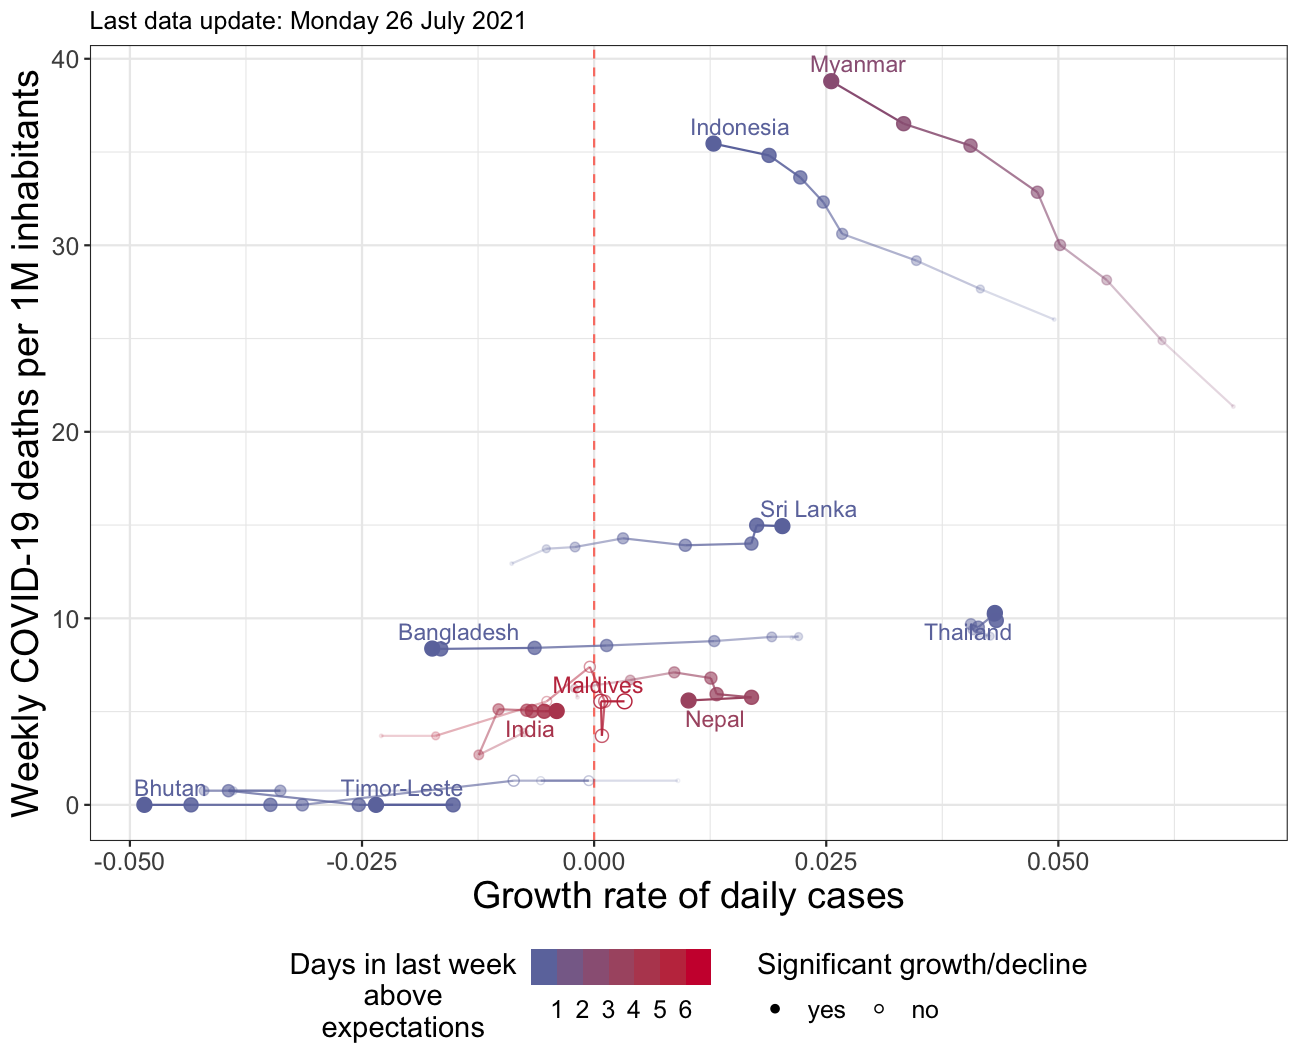 Last data update: Monday 26 July 2021
Weekly COVID-19 deaths per 1M inhabitants
40
30
20
10
0
Myanmar
Indonesia
Sri Lanka
Bangladesh
Thailand
Maldives
India
Nepal
Bhutan
Timor-Leste
-0.050
-0.025
0.000
0.025
0.050
Growth rate of daily cases
Days in last week
above
expectations
1 2 3 4 5 6
Significant growth/decline
yes
no